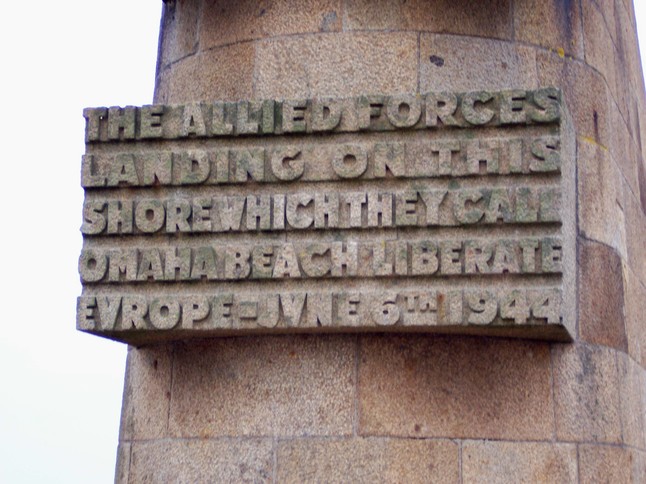 THE ALLIED FORCES
LANDING ON THIS
SHORE WHICH THEY CALL
OMAHA BEACH LIBERATE
EVROPE-JVNE 6TH 1944